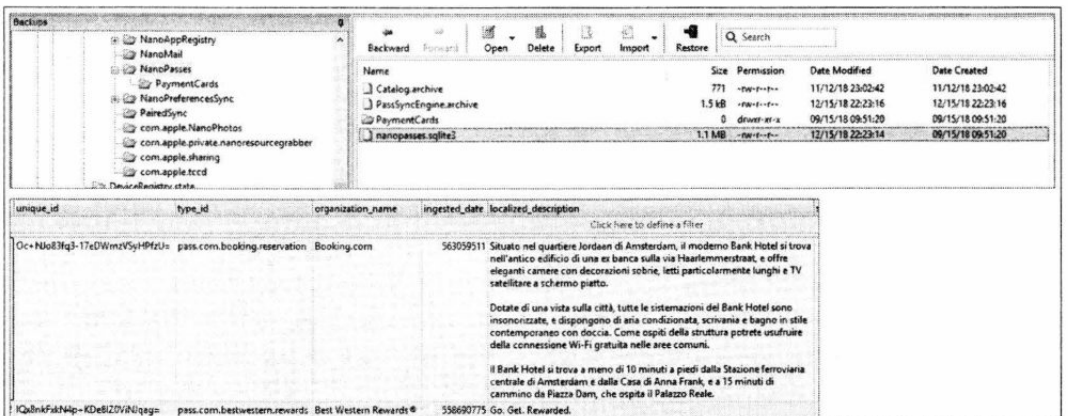 Backups
NanoAppRegistry
NanoMail
NanoPasses
PaymentCards
NanoPreferencesSync
PairedSync
com.apple.NanoPhotos
com.apple.private.nanoresourcegrabber
com.apple.sharing
com.apple.tccd
DeviceRegistry.state
Backward Forward Open Delete Export Import Restore Search
Name Size Permission Date Modified Date Created
Catalog.archive 771 -rw-r--r-- 11/12/18 23:02:42 11/12/18 23:02:42
PassSyncEngine.archive 1.5 kB -rw-r--r-- 12/15/18 22:23:16 12/15/18 22:23:16
PaymentCards 0 drwxr-xr-x 09/15/18 09:51:20 09/15/18 09:51:20
nanopasses.sqlite3 1.1 MB -rw-r--r-- 12/15/18 22:23:14 09/15/18 09:51:20
unique_id type_id organization_name ingested_date localized_description
Click here to define a filter
pass.com.booking.reservation Booking.com 563059511 Situato nel quartiere Jordaan di Amsterdam, il moderno Bank Hotel si trova
nell'antico edificio di una ex banca sulla via Haarlemmerstraat, e offre
eleganti camere con decorazioni sobrie, letti particolarmente lunghi e TV
satellitare a schermo piatto.
Dotate di una vista sulla città, tutte le sistemazioni del Bank Hotel sono
insonorizzate, e dispongono di aria condizionata, scrivania e bagno in stile
contemporaneo con doccia. Come ospiti della struttura potrete usufruire
della connessione Wi-Fi gratuita nelle aree comuni.
Il Bank Hotel si trova a meno di 10 minuti a piedi dalla Stazione ferroviaria
centrale di Amsterdam e dalla Casa di Anna Frank, e a 15 minuti di
cammino da Piazza Dam, che ospita il Palazzo Reale.
pass.com.bestwestern.rewards Best Western Rewards® 558690775 Go. Get. Rewarded.